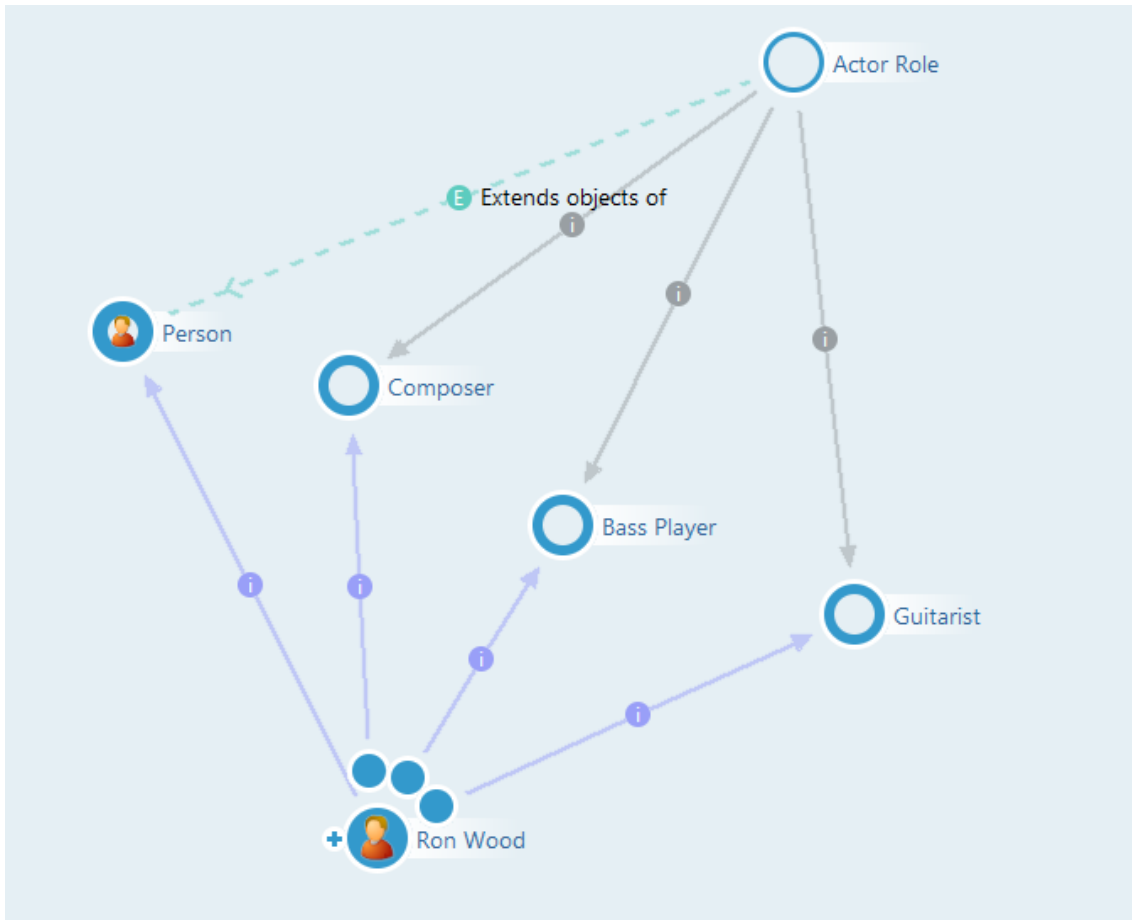 Actor Role
E Extends objects of
i
i
Person
i
Composer
Bass Player
i
i
Guitarist
i
i
Ron Wood